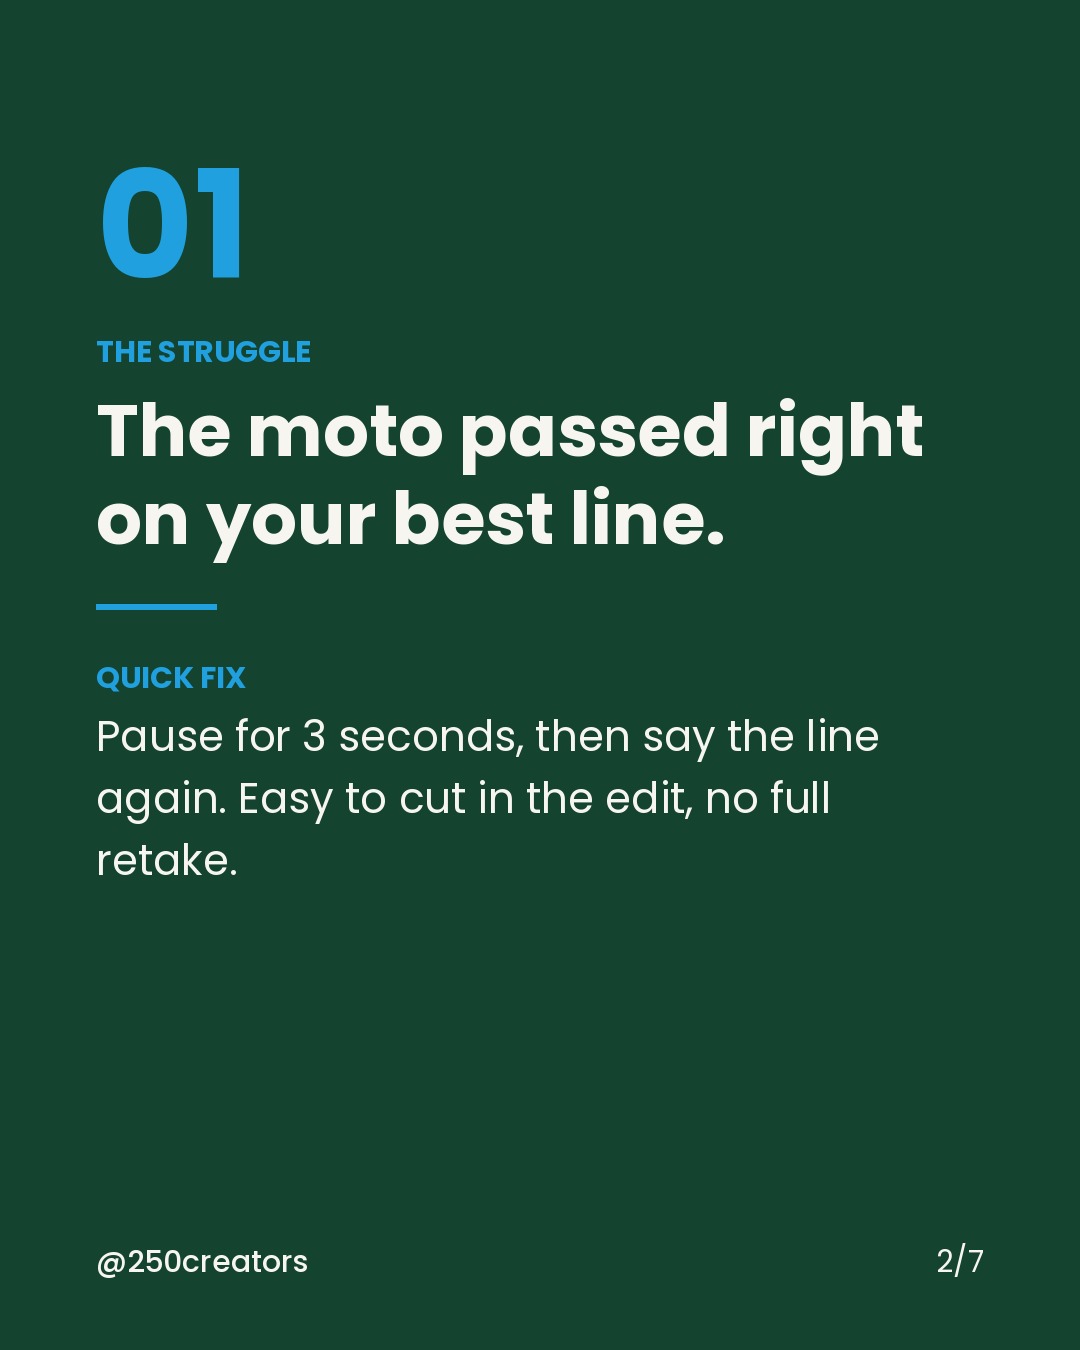 01
THE STRUGGLE
The moto passed right
on your best line.
QUICK FIX
Pause for 3 seconds, then say the line
again. Easy to cut in the edit, no full
retake.
@250creators
2/7